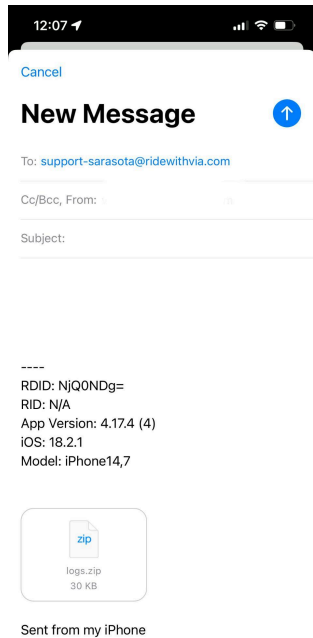 12:07
Cancel
New Message
To: support-sarasota@ridewithvia.com
Cc/Bcc, From:
Subject:
----
RDID: NjQ0NDg=
RID: N/A
App Version: 4.17.4 (4)
iOS: 18.2.1
Model: iPhone14,7
zip
logs.zip
30 KB
Sent from my iPhone